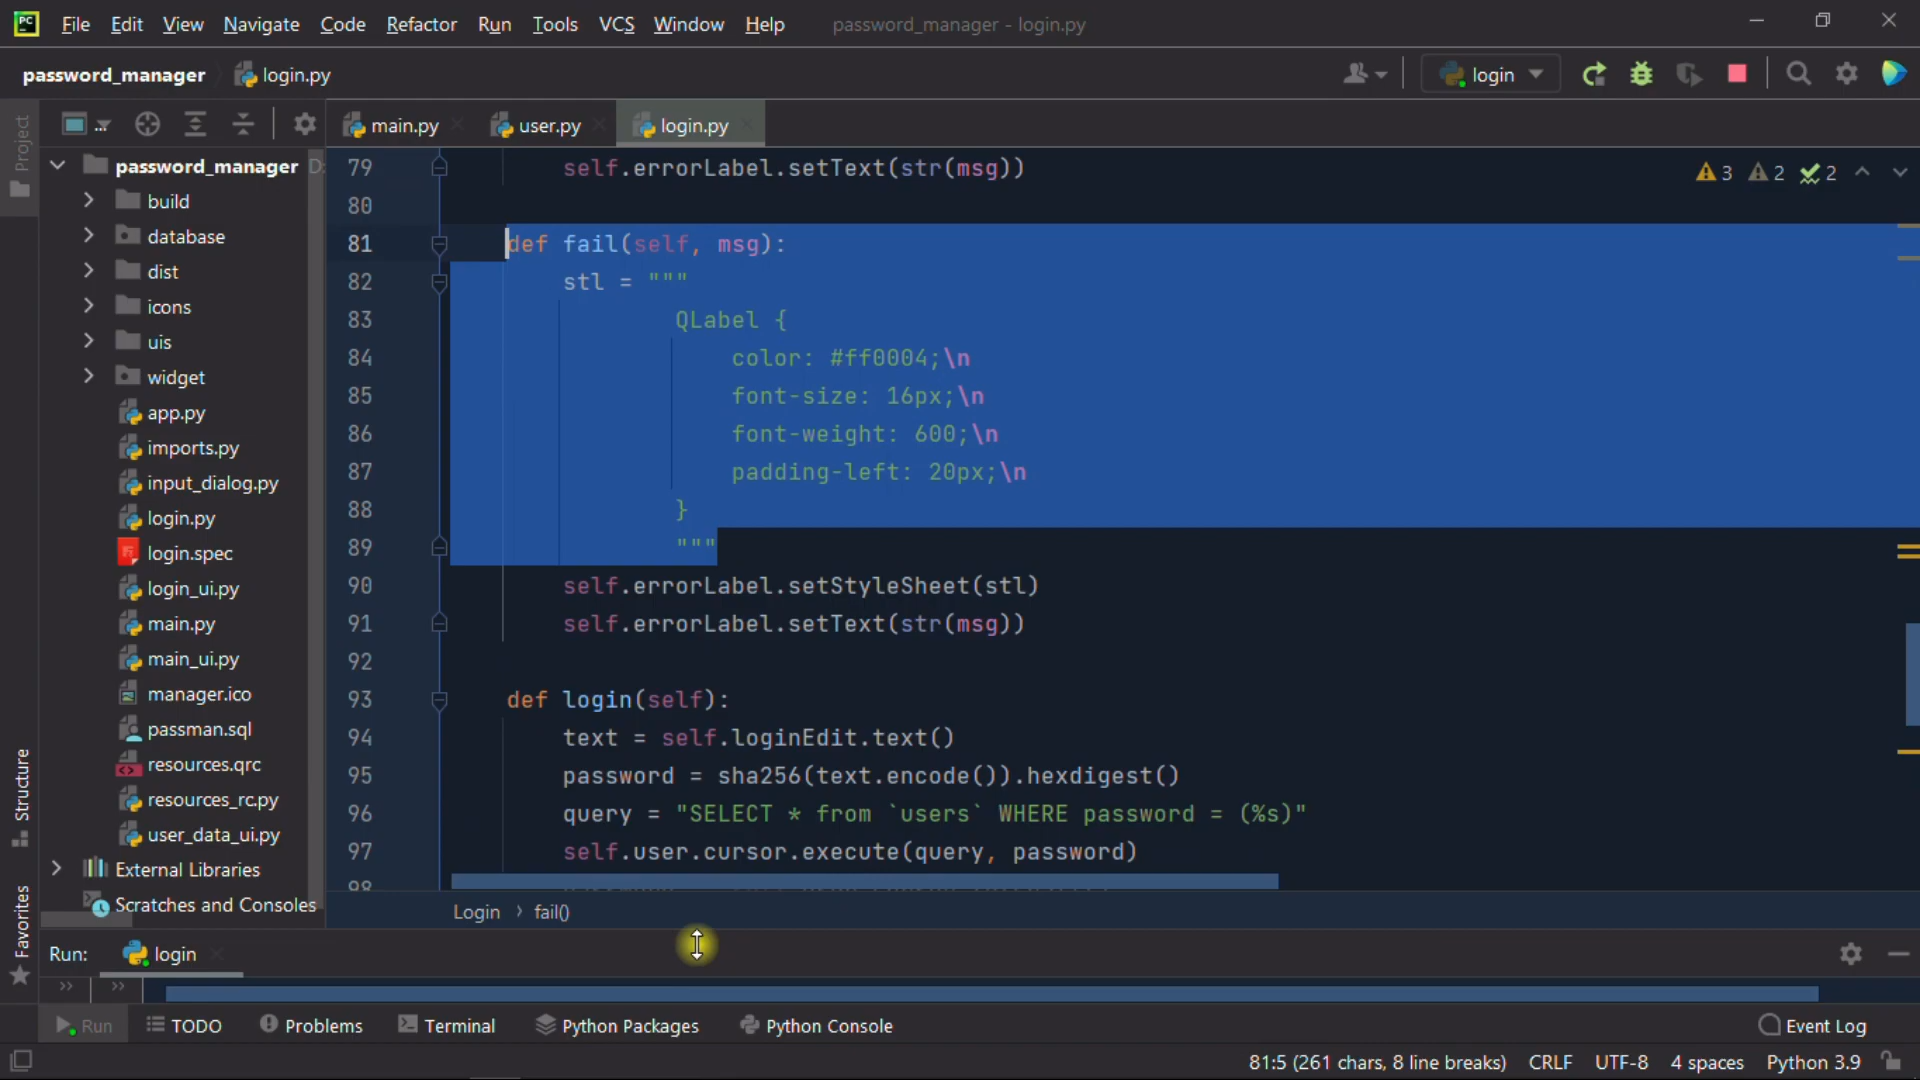 PC File Edit View Navigate Code Refactor Run Tools VCS Window Help password_manager - login.py
password_manager login.py login
Project
... main.py user.py login.py
password_manager
build
database
dist
icons
uis
widget
app.py
imports.py
input_dialog.py
login.py
login.spec
login_ui.py
main.py
main_ui.py
manager.ico
passman.sql
resources.qrc
resources_rc.py
user_data_ui.py
External Libraries
Scratches and Consoles
Structure
Favorites
3 2 2
79 self.errorLabel.setText(str(msg))
80
81 def fail(self, msg):
82 stl = """
83 QLabel {
84 color: #ff0004;\n
85 font-size: 16px;\n
86 font-weight: 600;\n
87 padding-left: 20px;\n
88 }
89 """
90 self.errorLabel.setStyleSheet(stl)
91 self.errorLabel.setText(str(msg))
92
93 def login(self):
94 text = self.loginEdit.text()
95 password = sha256(text.encode()).hexdigest()
96 query = "SELECT * from `users` WHERE password = (%s)"
97 self.user.cursor.execute(query, password)
98
Login › fail()
Run: login
» »
Run TODO Problems Terminal Python Packages Python Console Event Log
81:5 (261 chars, 8 line breaks) CRLF UTF-8 4 spaces Python 3.9